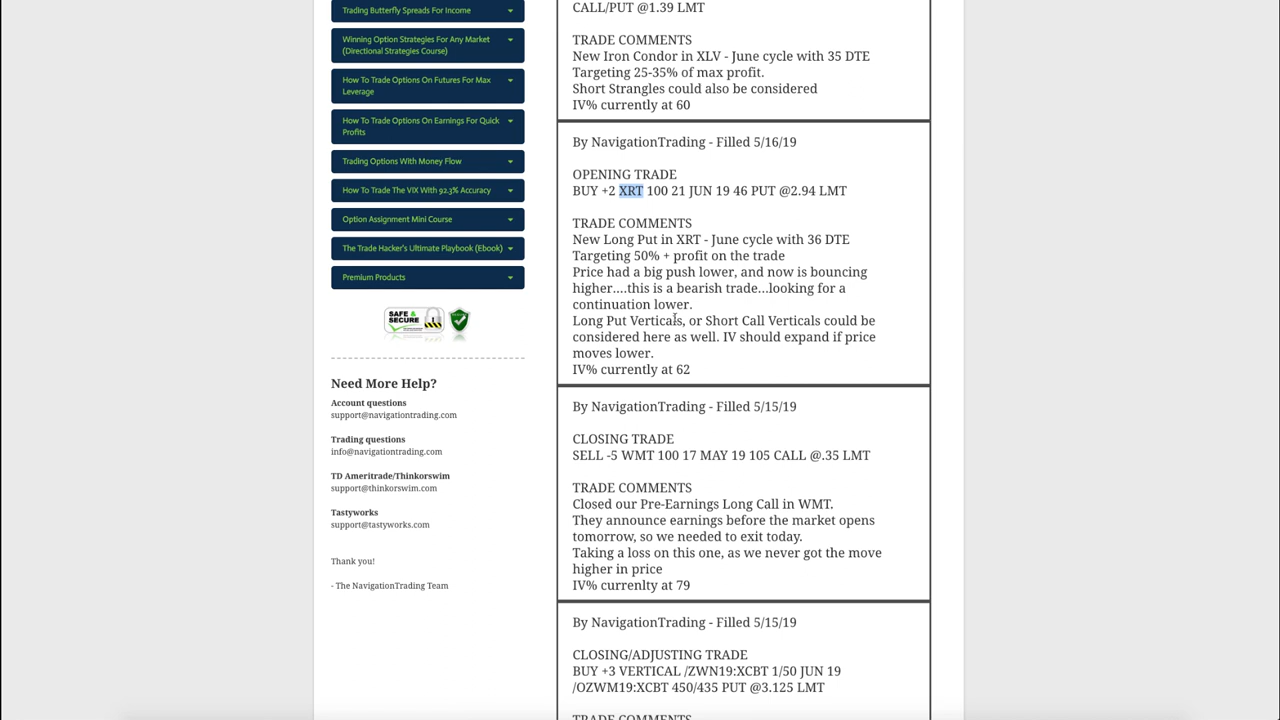 Trading Butterfly Spreads For Income
Winning Option Strategies For Any Market
(Directional Strategies Course)
How To Trade Options On Futures For Max
Leverage
How To Trade Options On Earnings For Quick
Profits
Trading Options With Money Flow
How To Trade The VIX With 92.3% Accuracy
Option Assignment Mini Course
The Trade Hacker's Ultimate Playbook (Ebook)
Premium Products
SAFE &
SECURE
Need More Help?
Account questions
support@navigationtrading.com
Trading questions
info@navigationtrading.com
TD Ameritrade/Thinkorswim
support@thinkorswim.com
Tastyworks
support@tastyworks.com
Thank you!
- The NavigationTrading Team
CALL/PUT @1.39 LMT
TRADE COMMENTS
New Iron Condor in XLV - June cycle with 35 DTE
Targeting 25-35% of max profit.
Short Strangles could also be considered
IV% currently at 60
By NavigationTrading - Filled 5/16/19
OPENING TRADE
BUY +2 XRT 100 21 JUN 19 46 PUT @2.94 LMT
TRADE COMMENTS
New Long Put in XRT - June cycle with 36 DTE
Targeting 50% + profit on the trade
Price had a big push lower, and now is bouncing
higher....this is a bearish trade...looking for a
continuation lower.
Long Put Verticals, or Short Call Verticals could be
considered here as well. IV should expand if price
moves lower.
IV% currently at 62
By NavigationTrading - Filled 5/15/19
CLOSING TRADE
SELL -5 WMT 100 17 MAY 19 105 CALL @.35 LMT
TRADE COMMENTS
Closed our Pre-Earnings Long Call in WMT.
They announce earnings before the market opens
tomorrow, so we needed to exit today.
Taking a loss on this one, as we never got the move
higher in price
IV% currenlty at 79
By NavigationTrading - Filled 5/15/19
CLOSING/ADJUSTING TRADE
BUY +3 VERTICAL /ZWN19:XCBT 1/50 JUN 19
/OZWM19:XCBT 450/435 PUT @3.125 LMT
TRADE COMMENTS